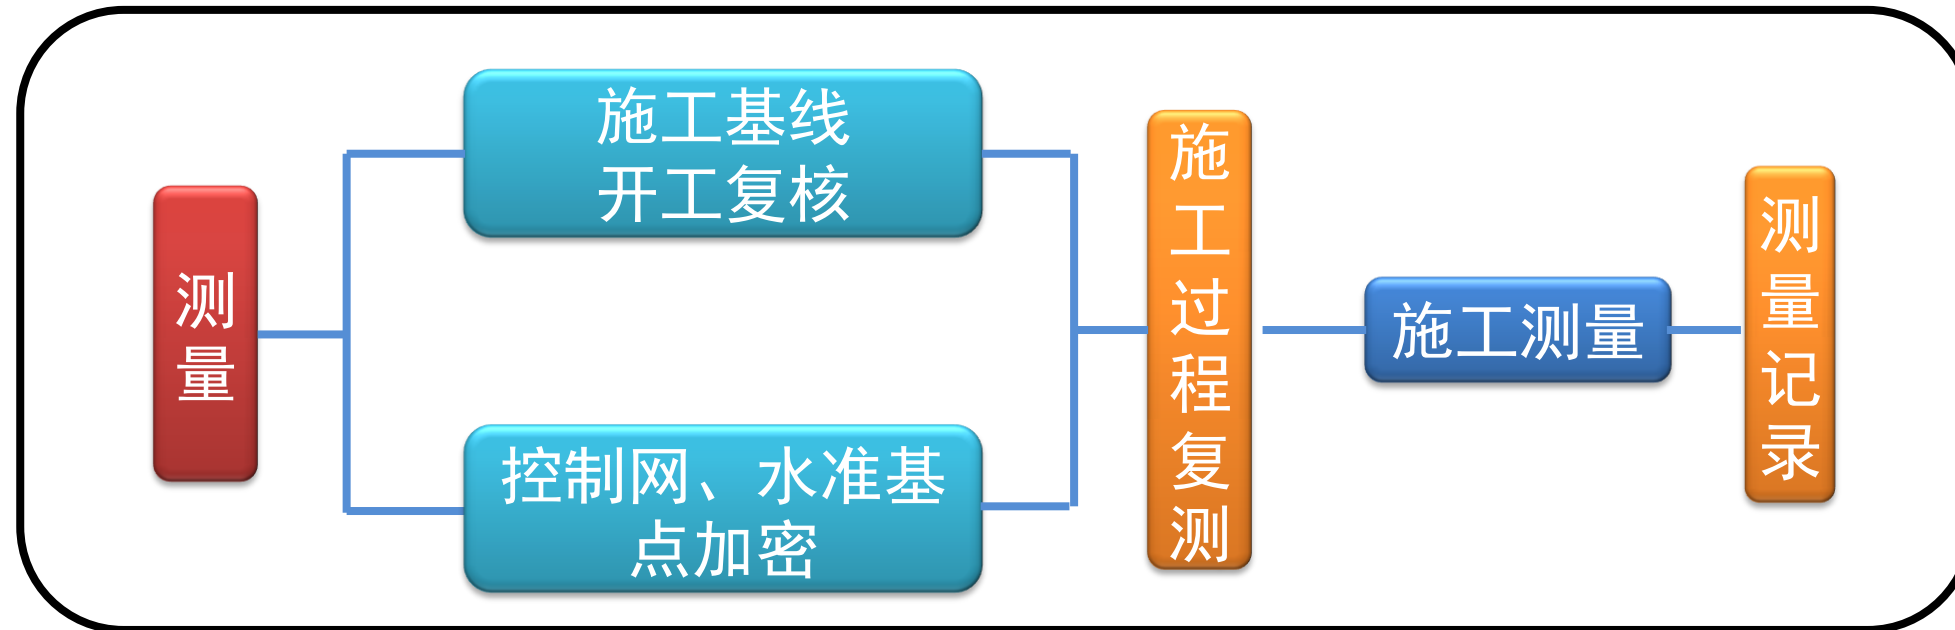 测量
施工基线
开工复核
控制网、水准基
点加密
施工过程复测
施工测量
测量记录